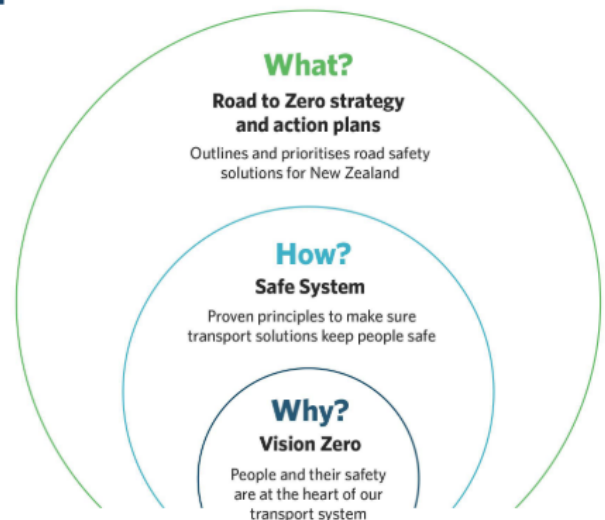 What?
Road to Zero strategy
and action plans
Outlines and prioritises road safety
solutions for New Zealand
How?
Safe System
Proven principles to make sure
transport solutions keep people safe
Why?
Vision Zero
People and their safety
are at the heart of our
transport system